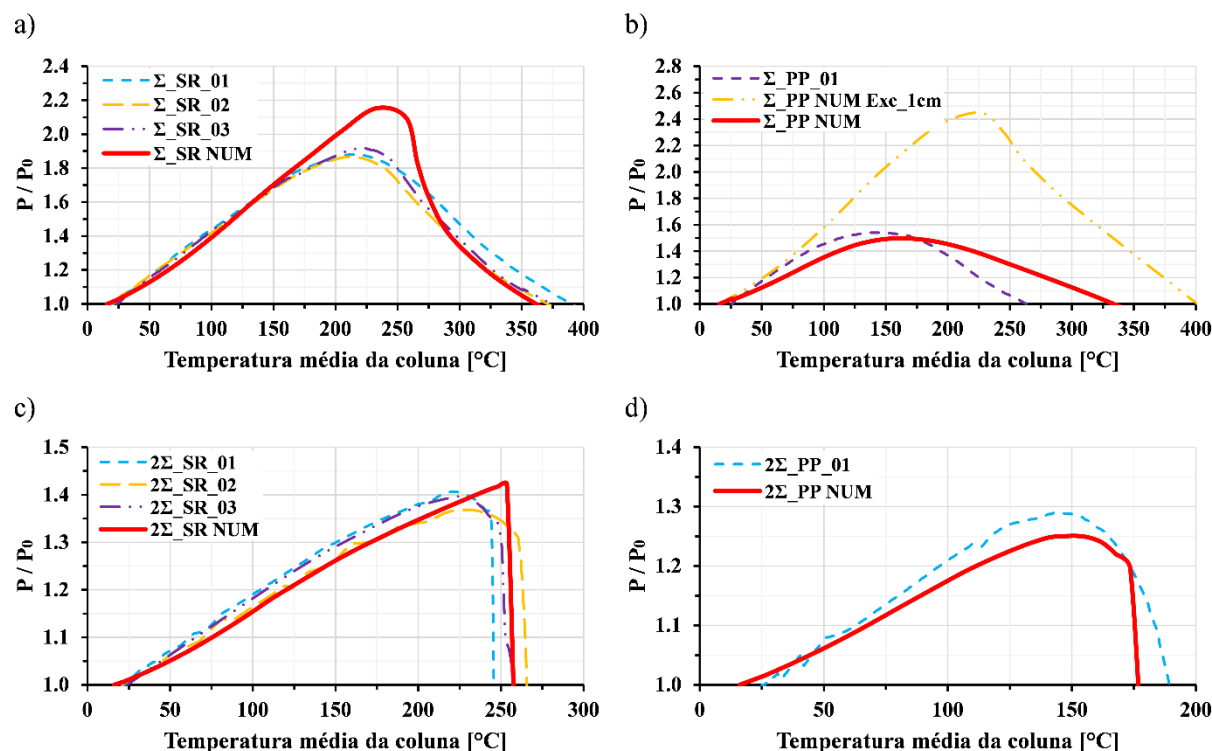 a)
2.4
2.2
2.0
1.8
1.6
1.4
1.2
1.0
P / P₀
Σ_SR_01
Σ_SR_02
Σ_SR_03
Σ_SR NUM
0 50 100 150 200 250 300 350 400
Temperatura média da coluna [°C]
b)
2.8
2.6
2.4
2.2
2.0
1.8
1.6
1.4
1.2
1.0
P / P₀
Σ_PP_01
Σ_PP NUM Exc_1cm
Σ_PP NUM
0 50 100 150 200 250 300 350 400
Temperatura média da coluna [°C]
c)
1.5
1.4
1.3
1.2
1.1
1.0
P / P₀
2Σ_SR_01
2Σ_SR_02
2Σ_SR_03
2Σ_SR NUM
0 50 100 150 200 250 300
Temperatura média da coluna [°C]
d)
1.4
1.3
1.2
1.1
1.0
P / P₀
2Σ_PP_01
2Σ_PP NUM
0 50 100 150 200
Temperatura média da coluna [°C]